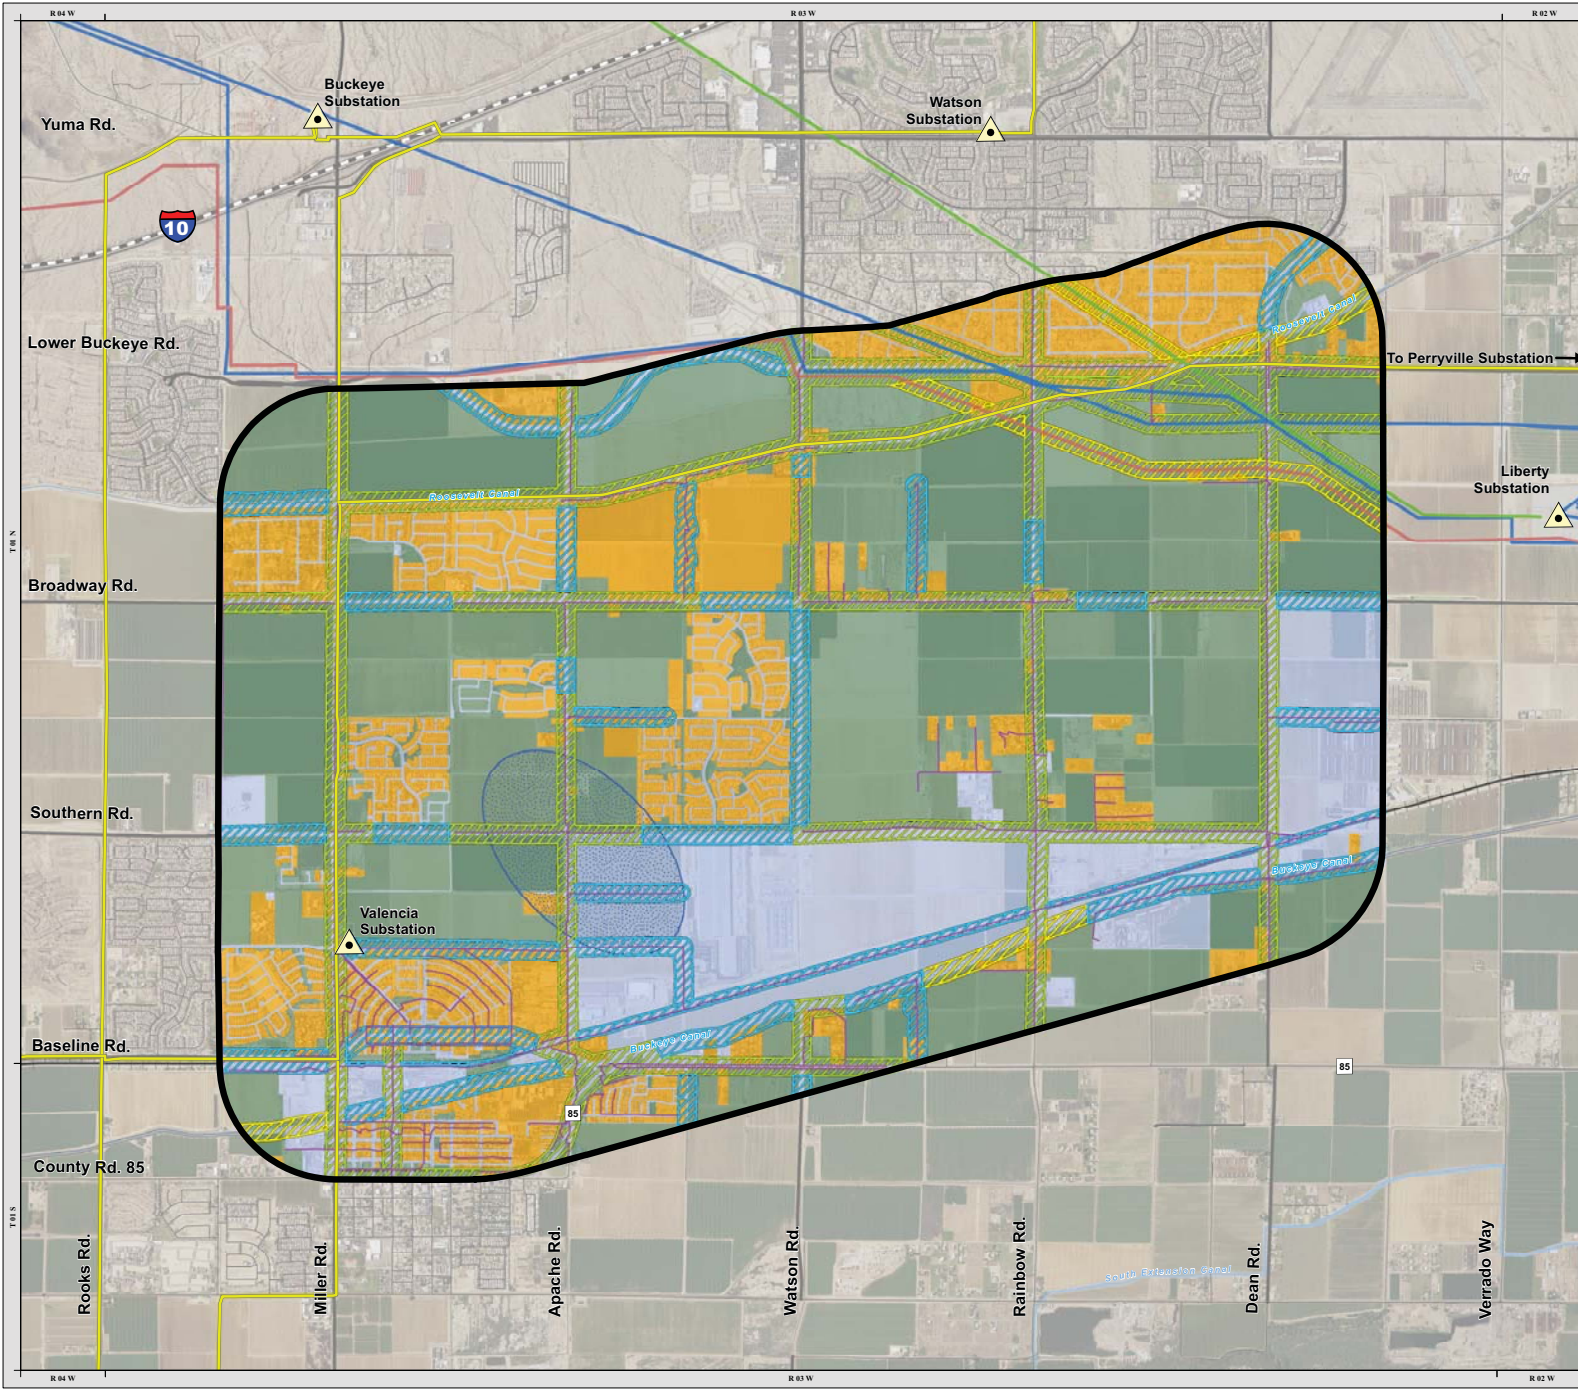 R 04 W
R 03 W
R 02 W
Buckeye
Substation
Watson
Substation
Yuma Rd.
10
Roosevelt Canal
Lower Buckeye Rd.
To Perryville Substation
Liberty
Substation
Roosevelt Canal
T 01 N
Broadway Rd.
Southern Rd.
Buckeye Canal
Valencia
Substation
Buckeye Canal
Baseline Rd.
85
85
County Rd. 85
T 01 S
Rooks Rd.
Miller Rd.
Apache Rd.
Watson Rd.
Rainbow Rd.
Dean Rd.
Verrado Way
South Extension Canal
R 04 W
R 03 W
R 02 W